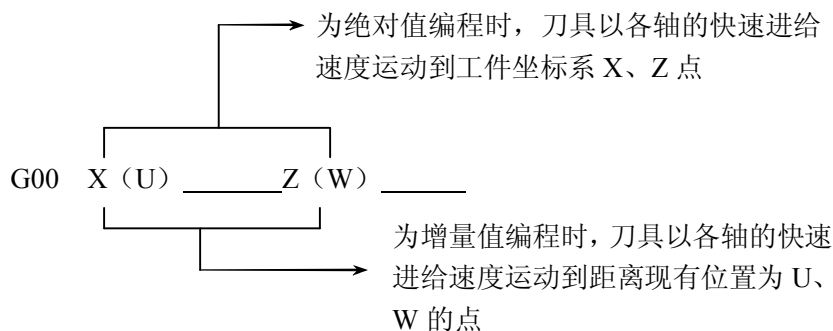 为绝对值编程时，刀具以各轴的快速进给
速度运动到工件坐标系 X、Z 点
G00 X（U）______Z（W）______
为增量值编程时，刀具以各轴的快速
进给速度运动到距离现有位置为 U、
W 的点